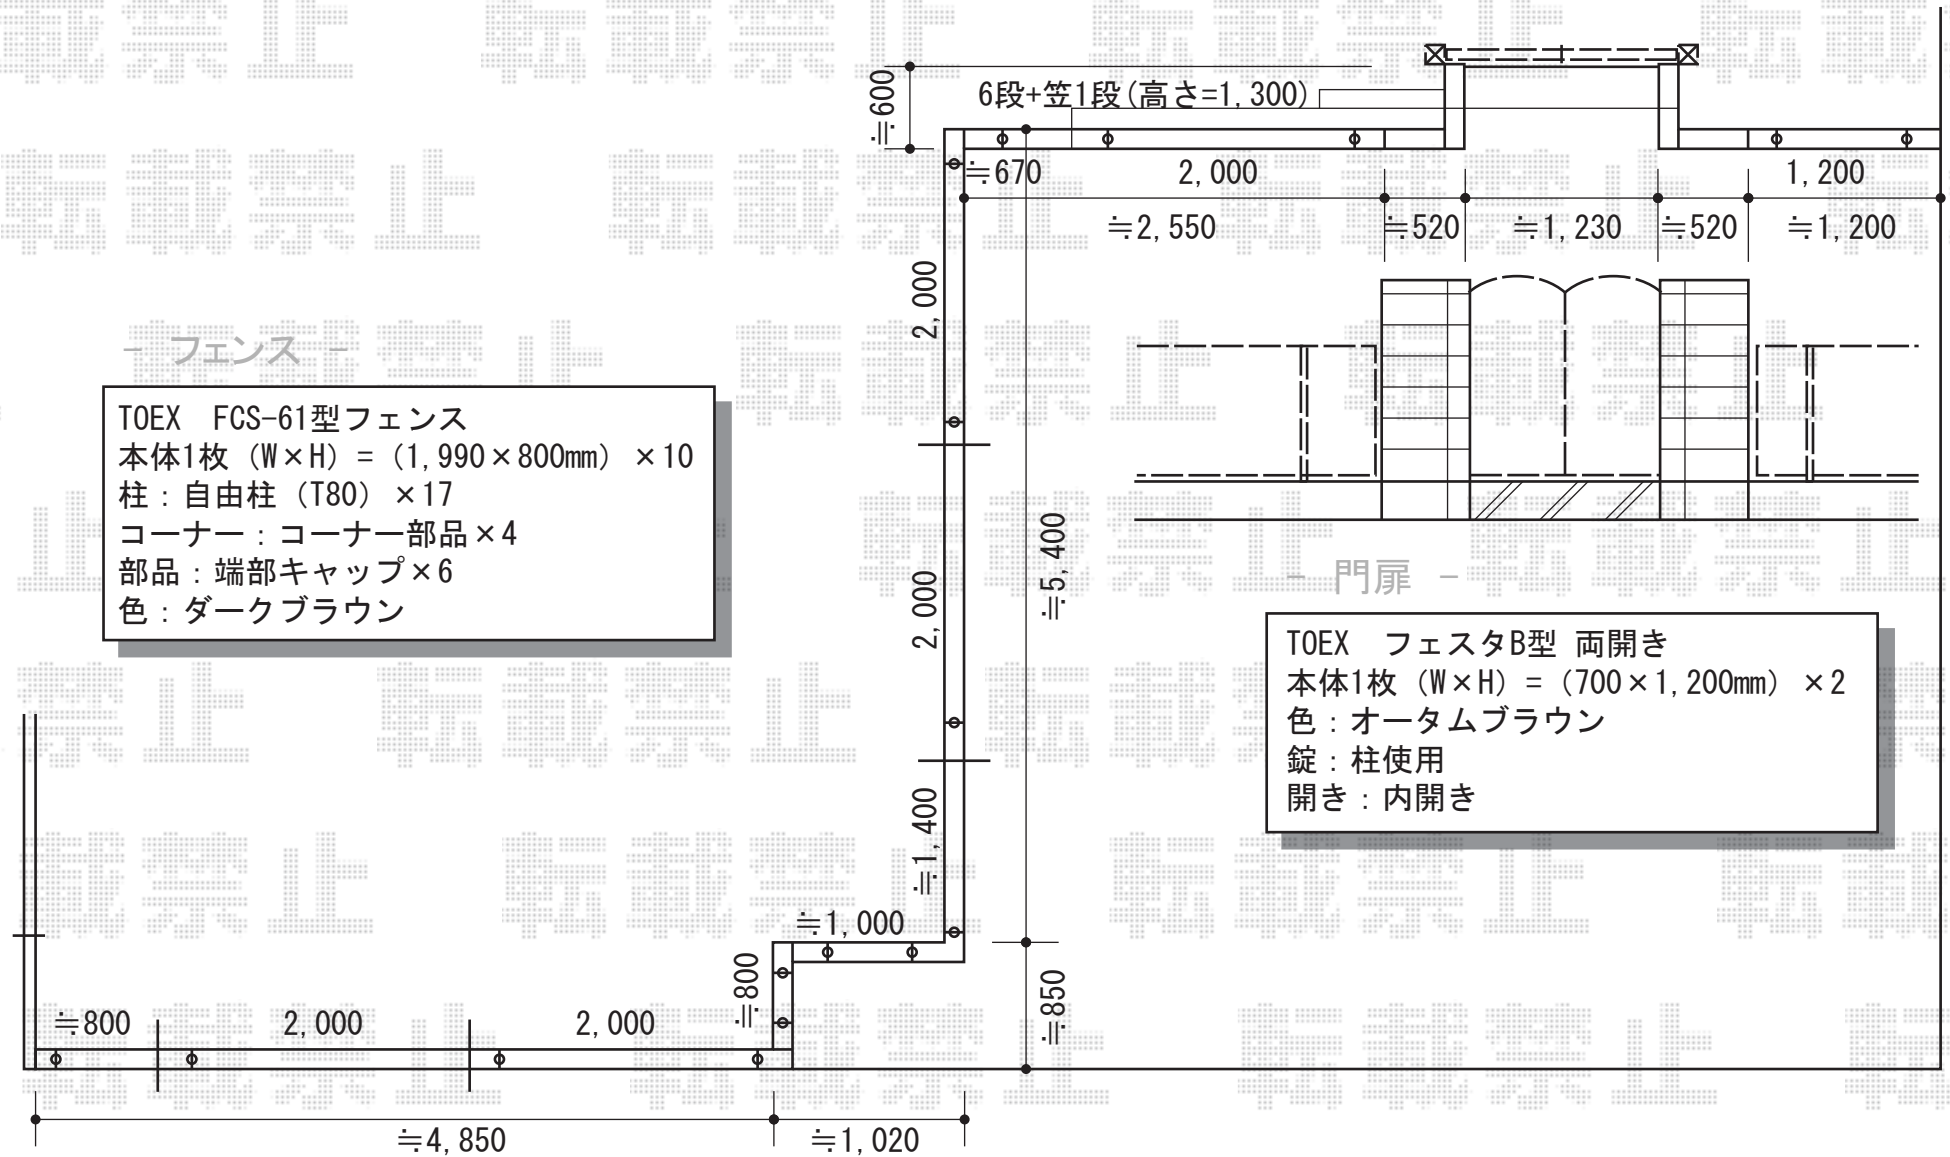 ≒600
6段+笠1段(高さ=1,300)
≒670
2,000
1,200
≒2,550
≒520
≒1,230
≒520
≒1,200
2,000
- フェンス -
TOEX FCS-61型フェンス
本体1枚(W×H)=(1,990×800mm)×10
柱:自由柱(T80)×17
コーナー:コーナー部品×4
部品:端部キャップ×6
色:ダークブラウン
2,000
≒5,400
- 門扉 -
TOEX フェスタB型 両開き
本体1枚(W×H)=(700×1,200mm)×2
色:オータムブラウン
錠:柱使用
開き:内開き
≒1,400
≒1,000
≒800
≒850
≒800
2,000
2,000
≒4,850
≒1,020
転載禁止